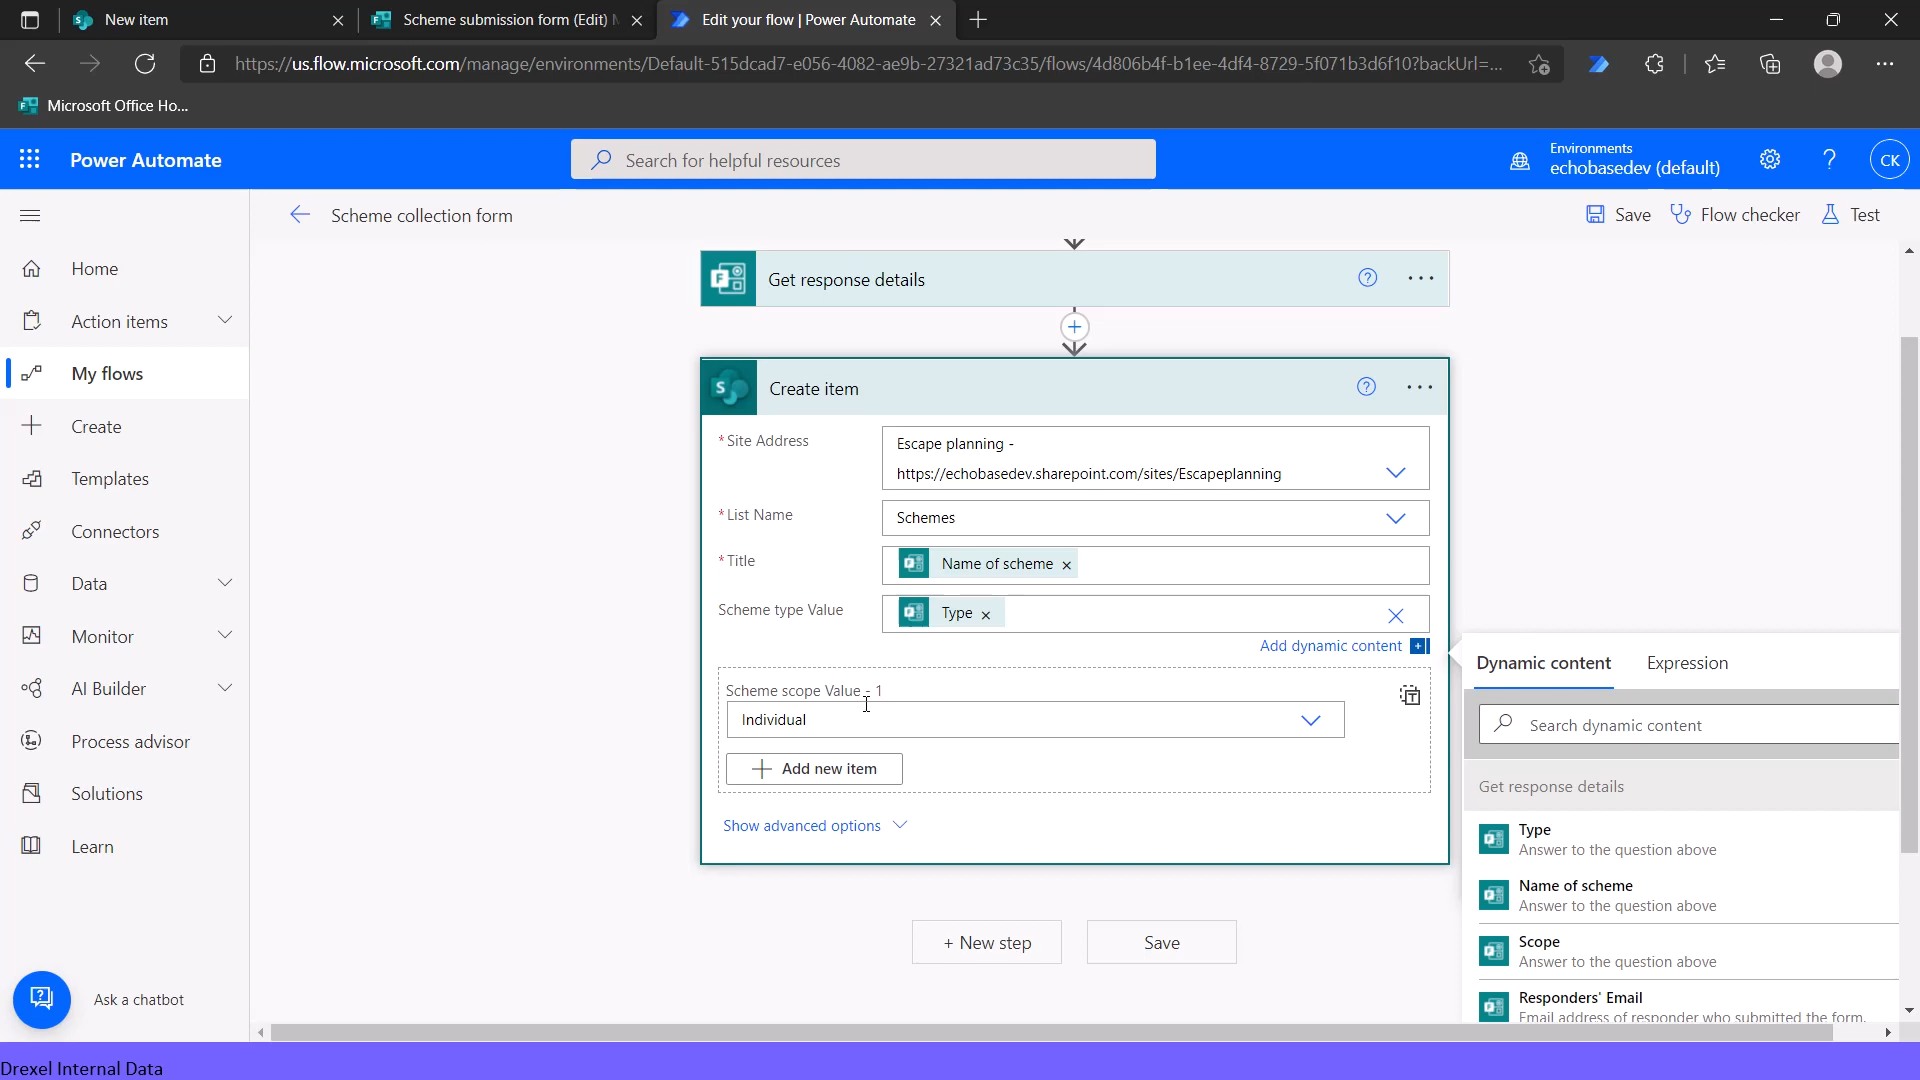 New item
Scheme submission form (Edit)
Edit your flow | Power Automate
https://us.flow.microsoft.com/manage/environments/Default-515dcad7-e056-4082-ae9b-27321ad73c35/flows/4d806b4f-b1ee-4df4-8729-5f071b3d6f10?backUrl=...
Microsoft Office Ho...
Power Automate
Search for helpful resources
Environments
echobasedev (default)
?
CK
Scheme collection form
Save
Flow checker
Test
Home
Action items
My flows
Create
Templates
Connectors
Data
Monitor
AI Builder
Process advisor
Solutions
Learn
Ask a chatbot
Get response details
Create item
* Site Address
Escape planning -
https://echobasedev.sharepoint.com/sites/Escapeplanning
* List Name
Schemes
* Title
Name of scheme
Scheme type Value
Type
Add dynamic content
Scheme scope Value - 1
Individual
Add new item
Show advanced options
+ New step
Save
Dynamic content
Expression
Search dynamic content
Get response details
Type
Answer to the question above
Name of scheme
Answer to the question above
Scope
Answer to the question above
Responders' Email
Email address of responder who submitted the form.
Drexel Internal Data